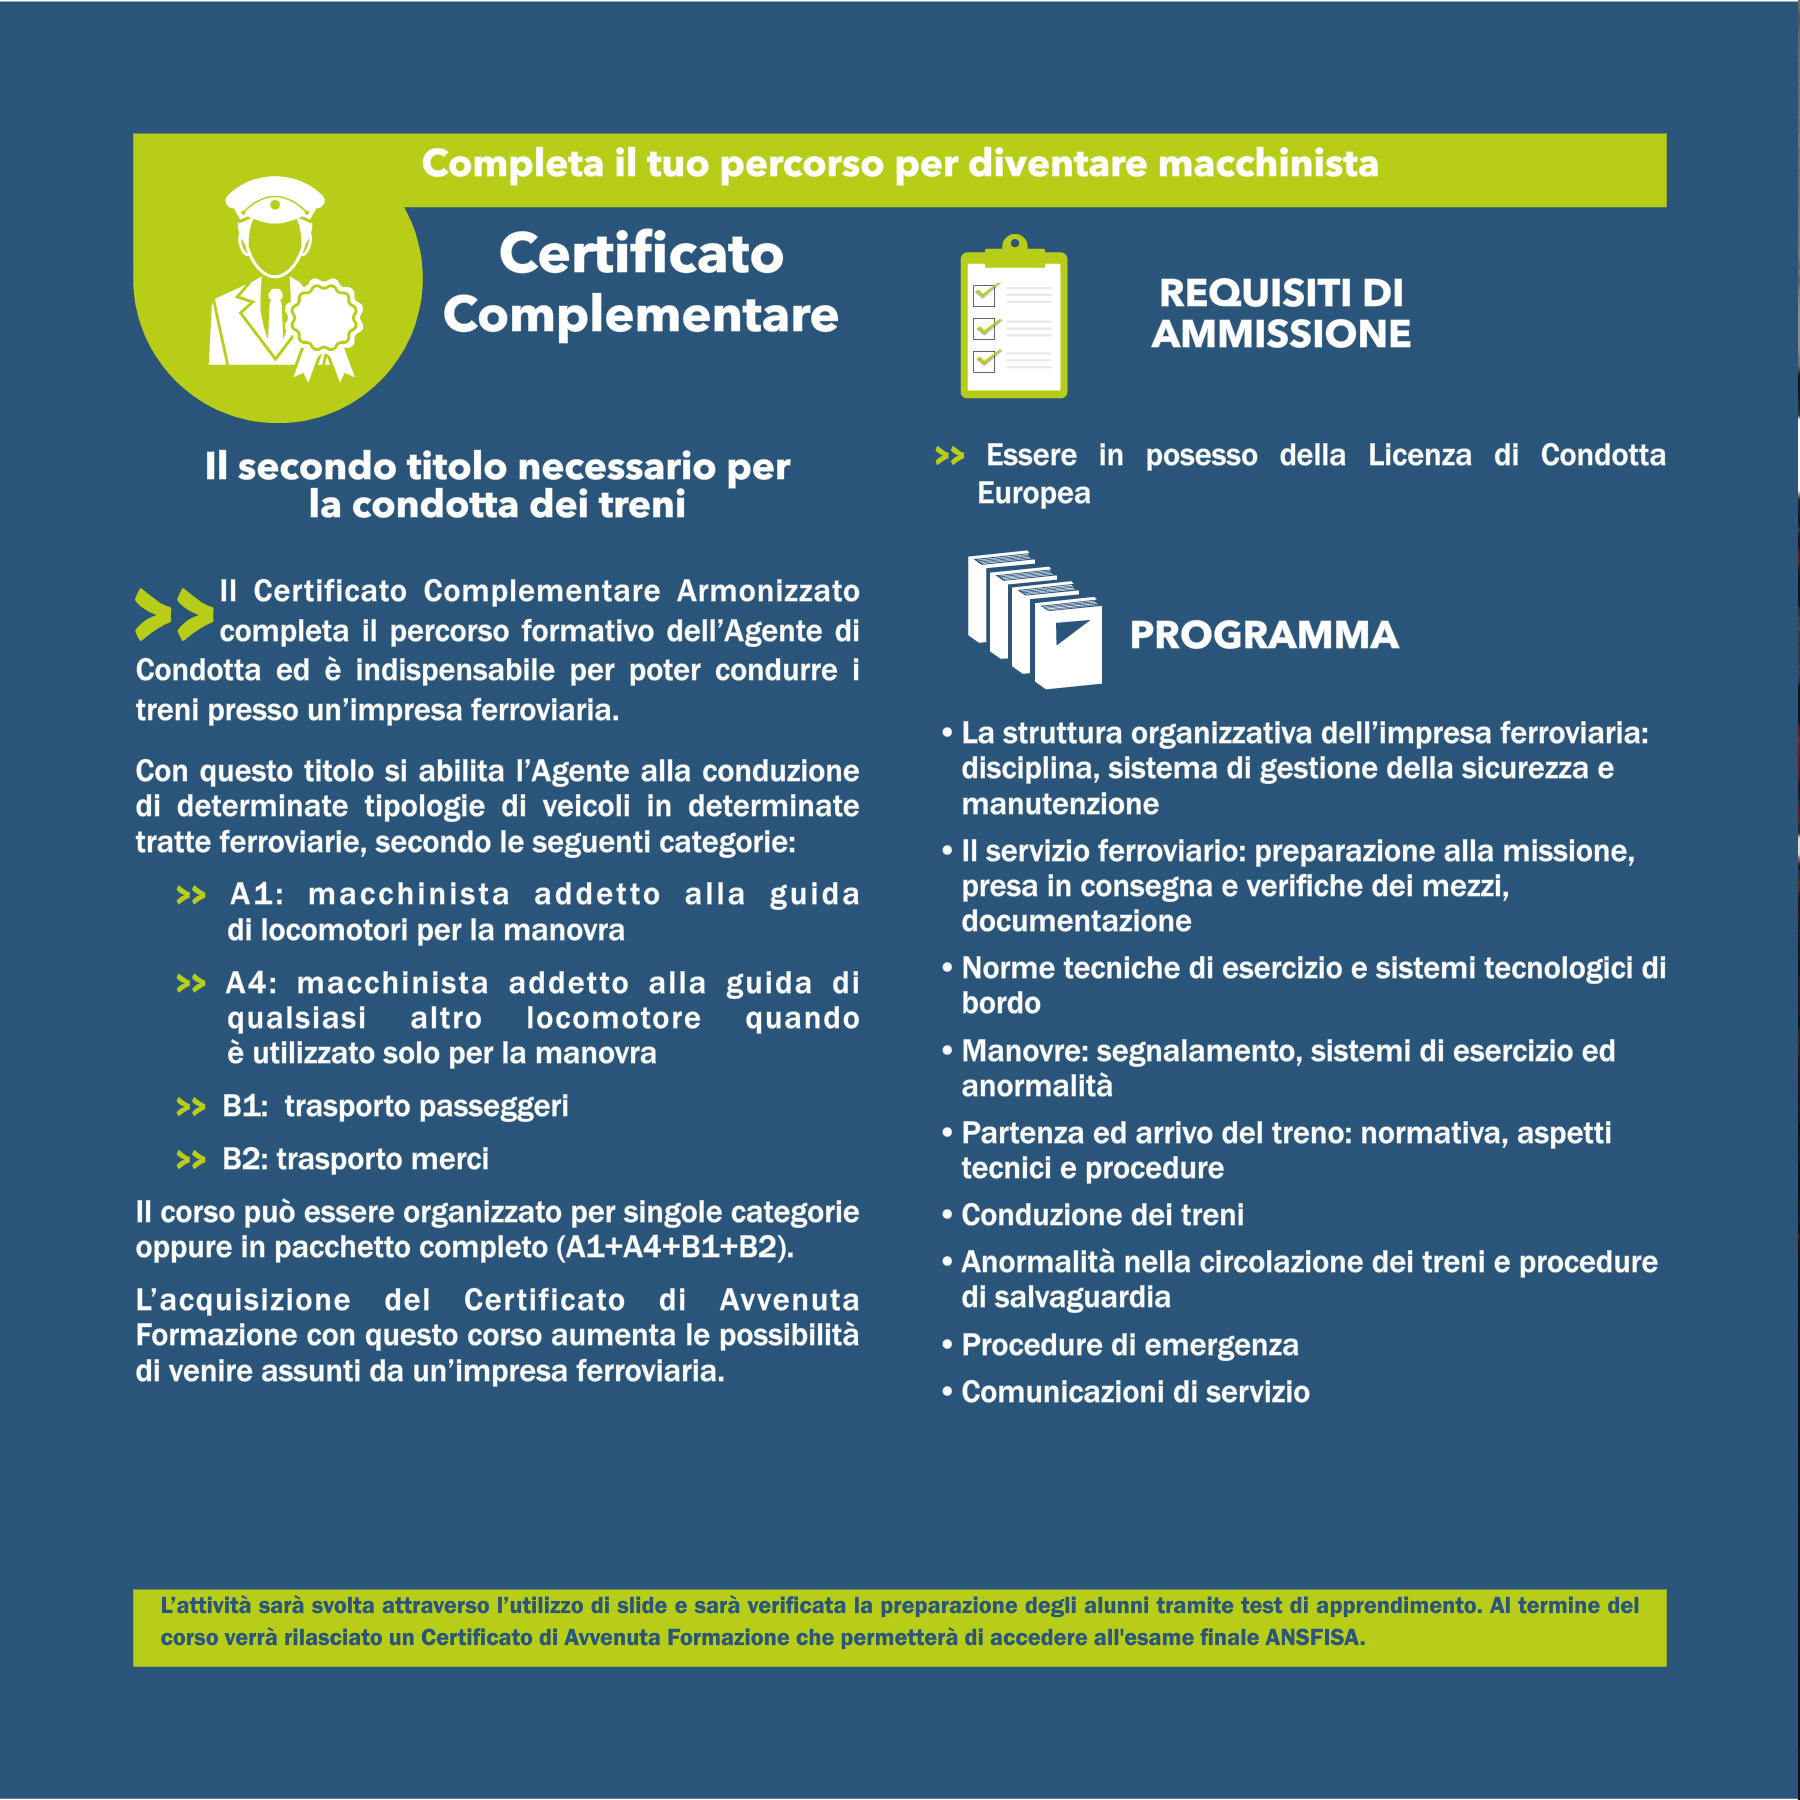 Completa il tuo percorso per diventare macchinista
Certificato
Complementare
Il secondo titolo necessario per
la condotta dei treni
>> Il Certificato Complementare Armonizzato
completa il percorso formativo dell’Agente di
Condotta ed è indispensabile per poter condurre i
treni presso un’impresa ferroviaria.
Con questo titolo si abilita l’Agente alla conduzione
di determinate tipologie di veicoli in determinate
tratte ferroviarie, secondo le seguenti categorie:
>> A1: macchinista addetto alla guida
di locomotori per la manovra
>> A4: macchinista addetto alla guida di
qualsiasi altro locomotore quando
è utilizzato solo per la manovra
>> B1: trasporto passeggeri
>> B2: trasporto merci
Il corso può essere organizzato per singole categorie
oppure in pacchetto completo (A1+A4+B1+B2).
L’acquisizione del Certificato di Avvenuta
Formazione con questo corso aumenta le possibilità
di venire assunti da un’impresa ferroviaria.
REQUISITI DI
AMMISSIONE
>> Essere in posesso della Licenza di Condotta
Europea
PROGRAMMA
• La struttura organizzativa dell’impresa ferroviaria:
disciplina, sistema di gestione della sicurezza e
manutenzione
• Il servizio ferroviario: preparazione alla missione,
presa in consegna e verifiche dei mezzi,
documentazione
• Norme tecniche di esercizio e sistemi tecnologici di
bordo
• Manovre: segnalamento, sistemi di esercizio ed
anormalità
• Partenza ed arrivo del treno: normativa, aspetti
tecnici e procedure
• Conduzione dei treni
• Anormalità nella circolazione dei treni e procedure
di salvaguardia
• Procedure di emergenza
• Comunicazioni di servizio
L’attività sarà svolta attraverso l’utilizzo di slide e sarà verificata la preparazione degli alunni tramite test di apprendimento. Al termine del
corso verrà rilasciato un Certificato di Avvenuta Formazione che permetterà di accedere all'esame finale ANSFISA.